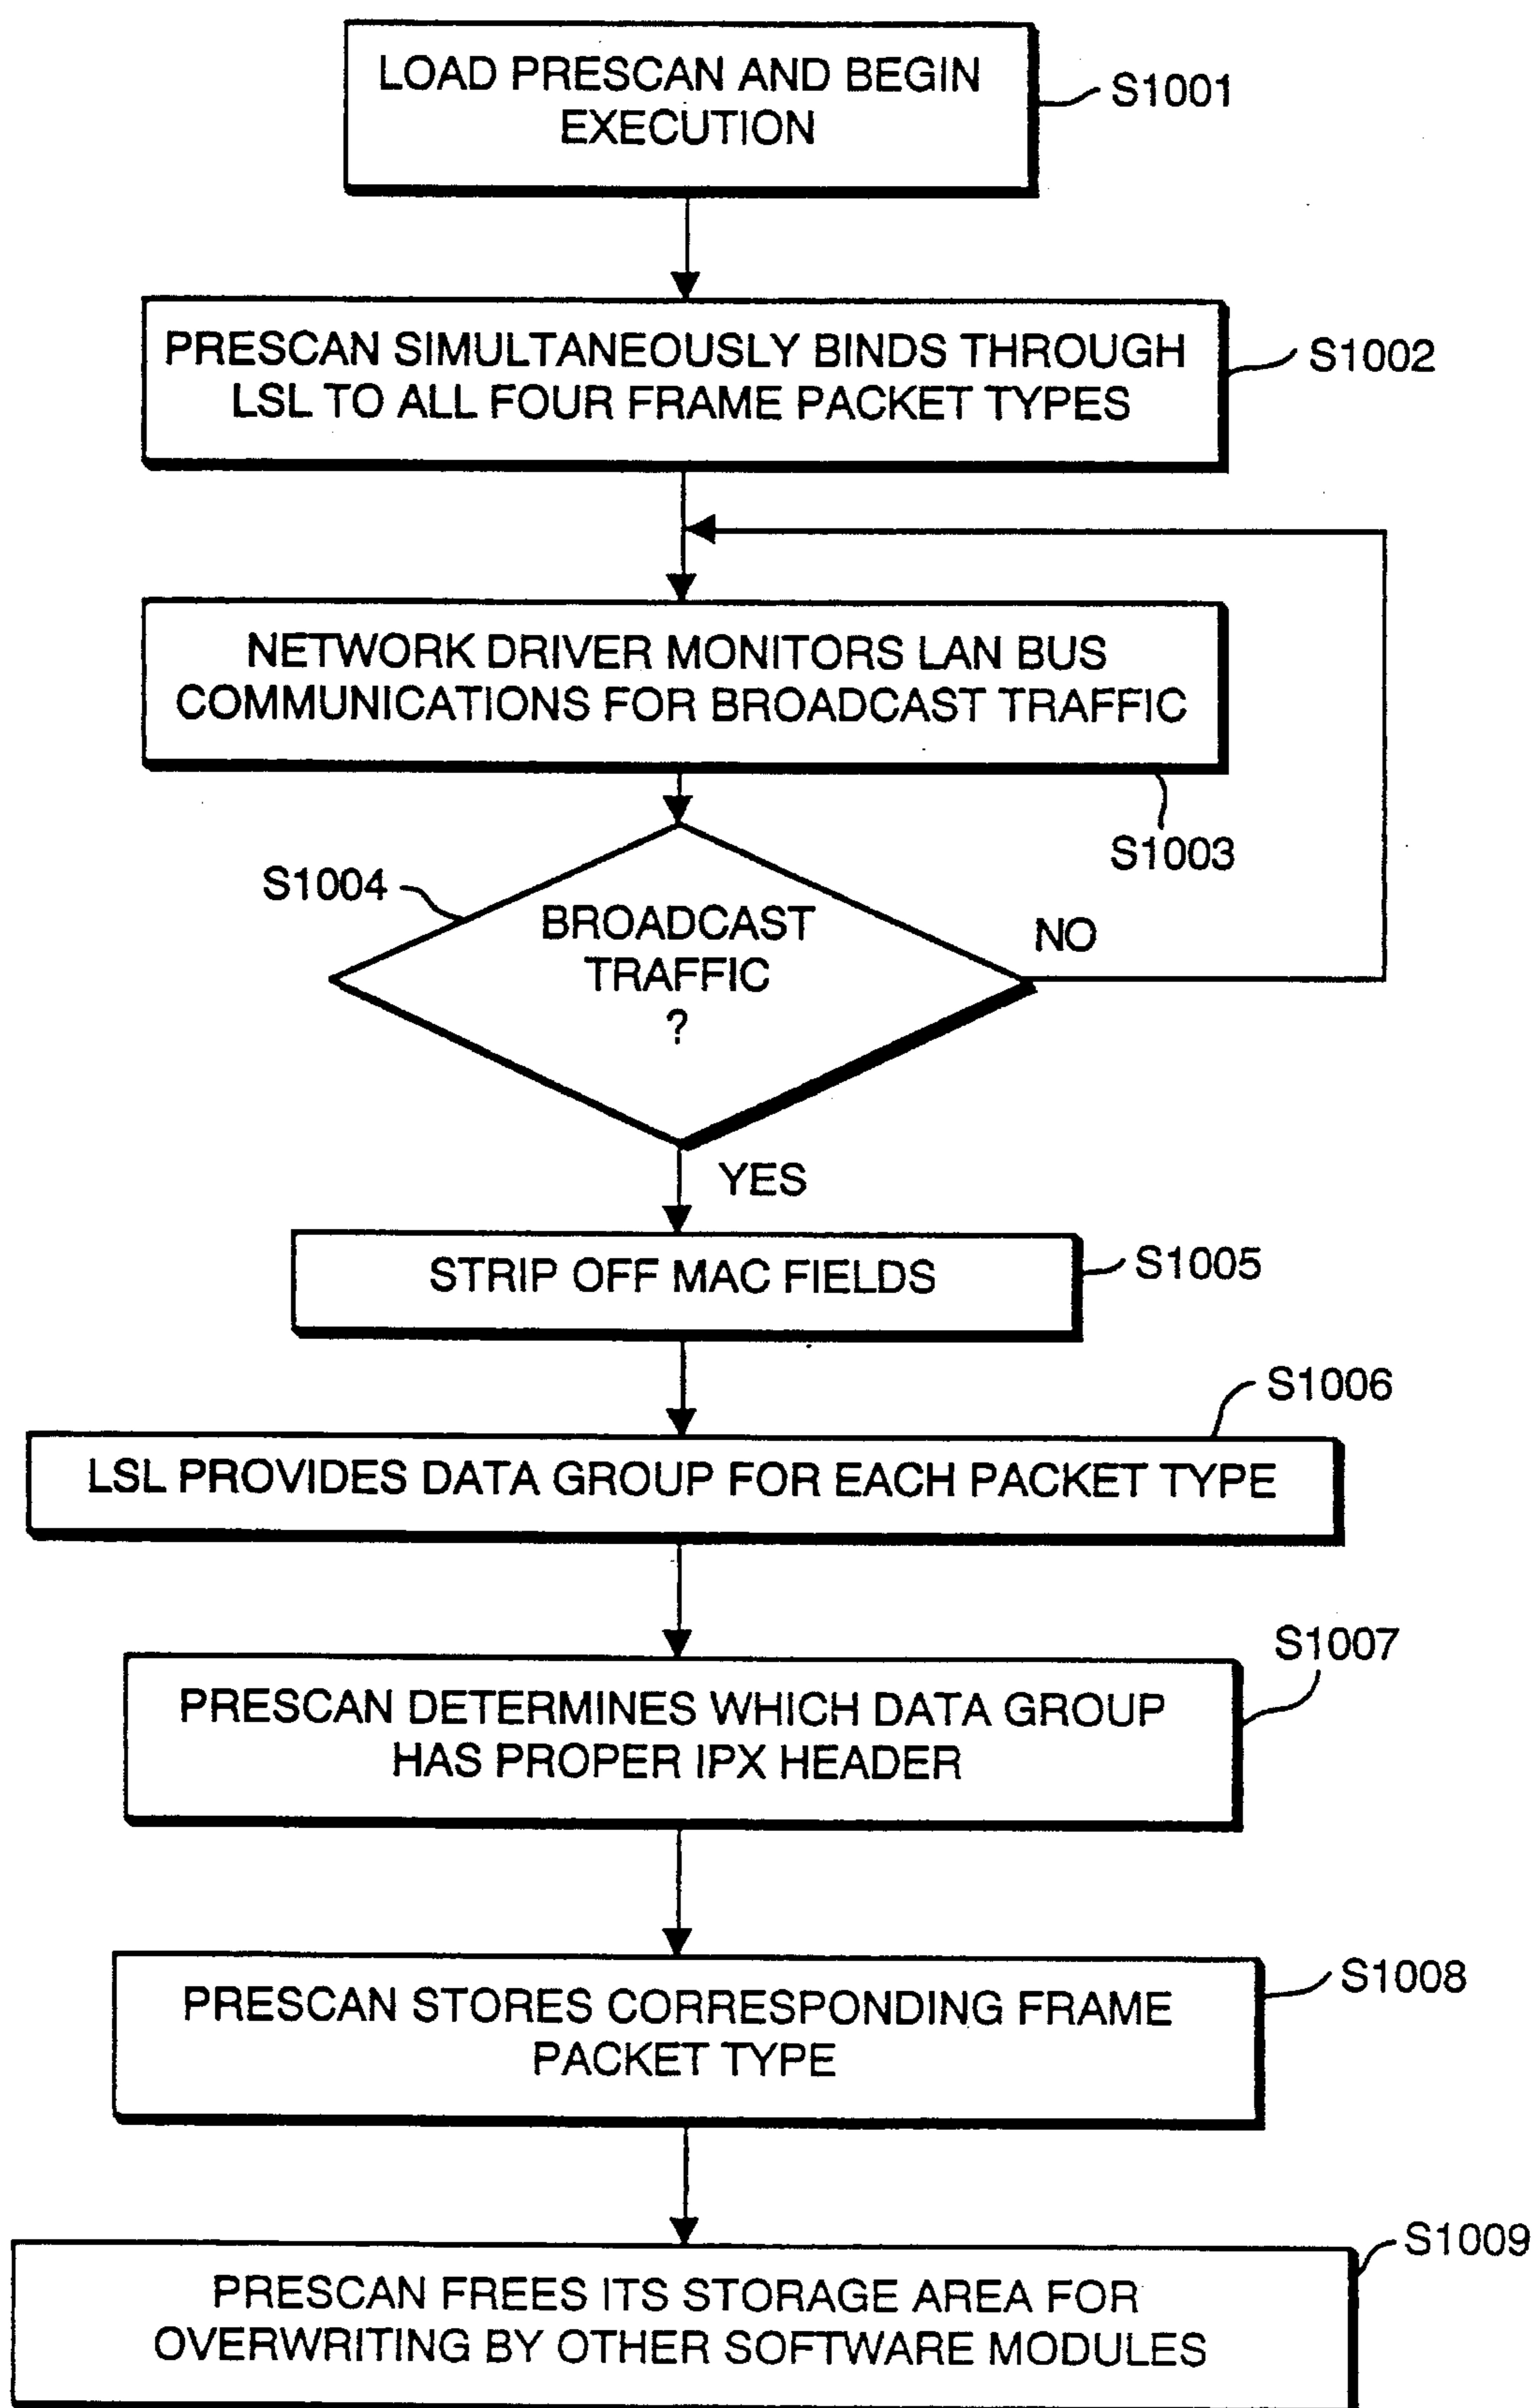 LOAD PRESCAN AND BEGIN
EXECUTION
S1001
PRESCAN SIMULTANEOUSLY BINDS THROUGH
LSL TO ALL FOUR FRAME PACKET TYPES
S1002
NETWORK DRIVER MONITORS LAN BUS
COMMUNICATIONS FOR BROADCAST TRAFFIC
S1003
S1004
BROADCAST
TRAFFIC
?
NO
YES
STRIP OFF MAC FIELDS
S1005
S1006
LSL PROVIDES DATA GROUP FOR EACH PACKET TYPE
S1007
PRESCAN DETERMINES WHICH DATA GROUP
HAS PROPER IPX HEADER
S1008
PRESCAN STORES CORRESPONDING FRAME
PACKET TYPE
S1009
PRESCAN FREES ITS STORAGE AREA FOR
OVERWRITING BY OTHER SOFTWARE MODULES